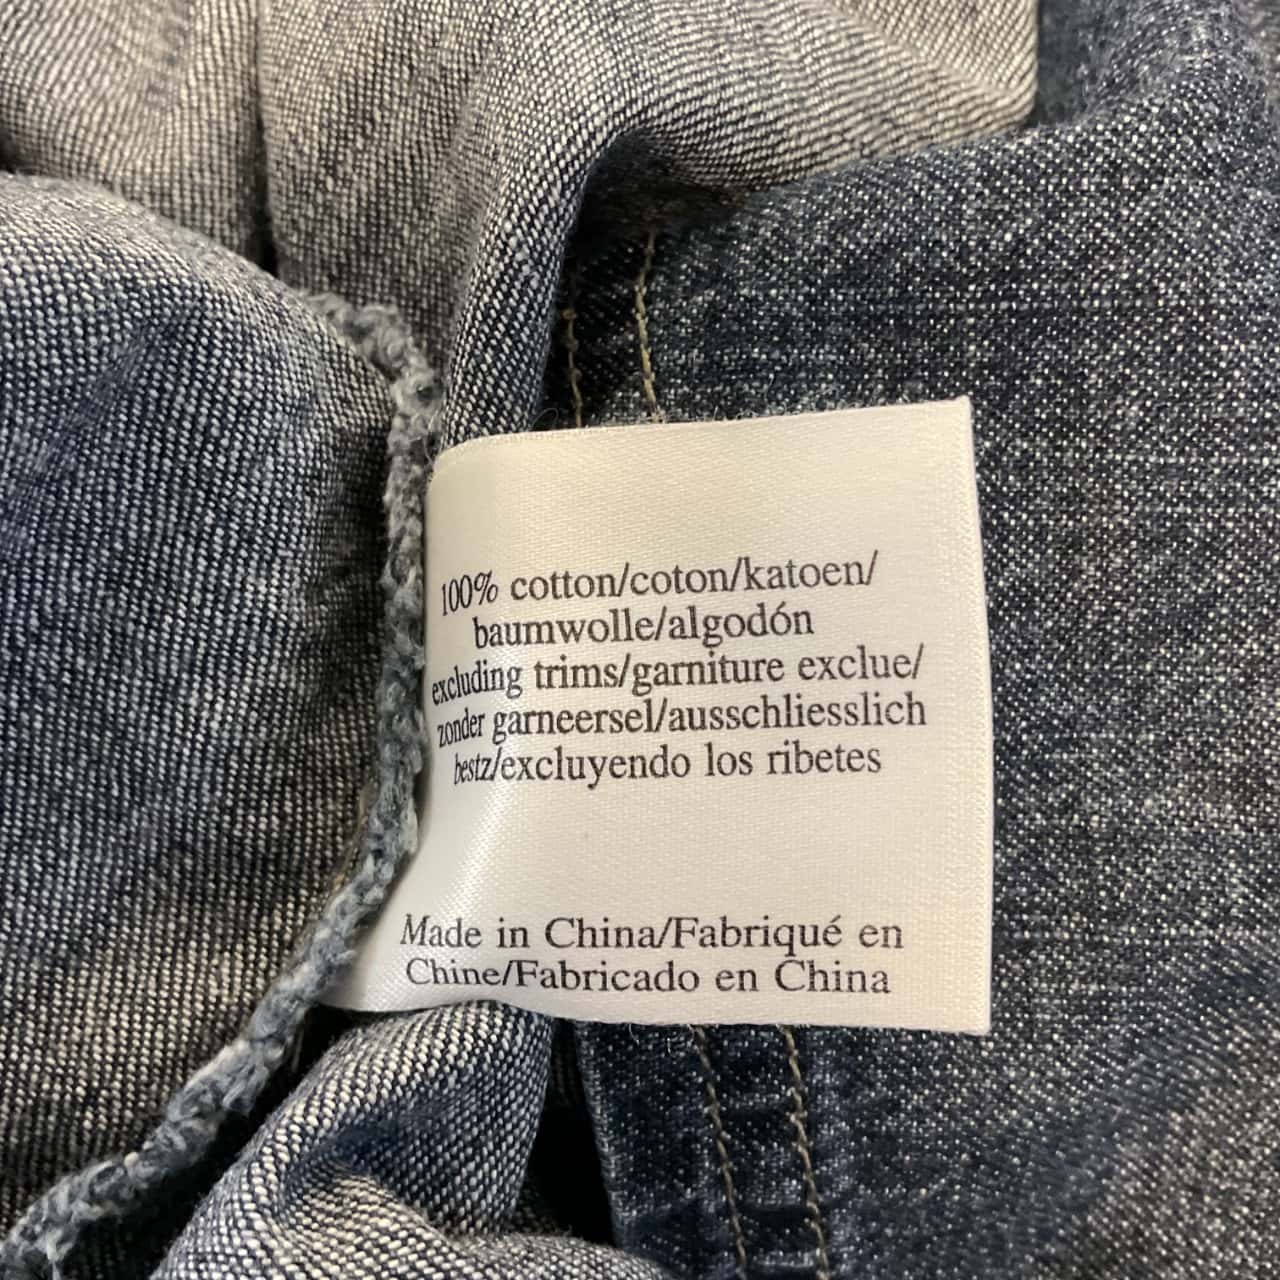 100% cotton/coton/katoen/
baumwolle/algodón
excluding trims/garniture exclue/
zonder garneersel/ausschliesslich
bestz/excluyendo los ribetes
Made in China/Fabriqué en
Chine/Fabricado en China